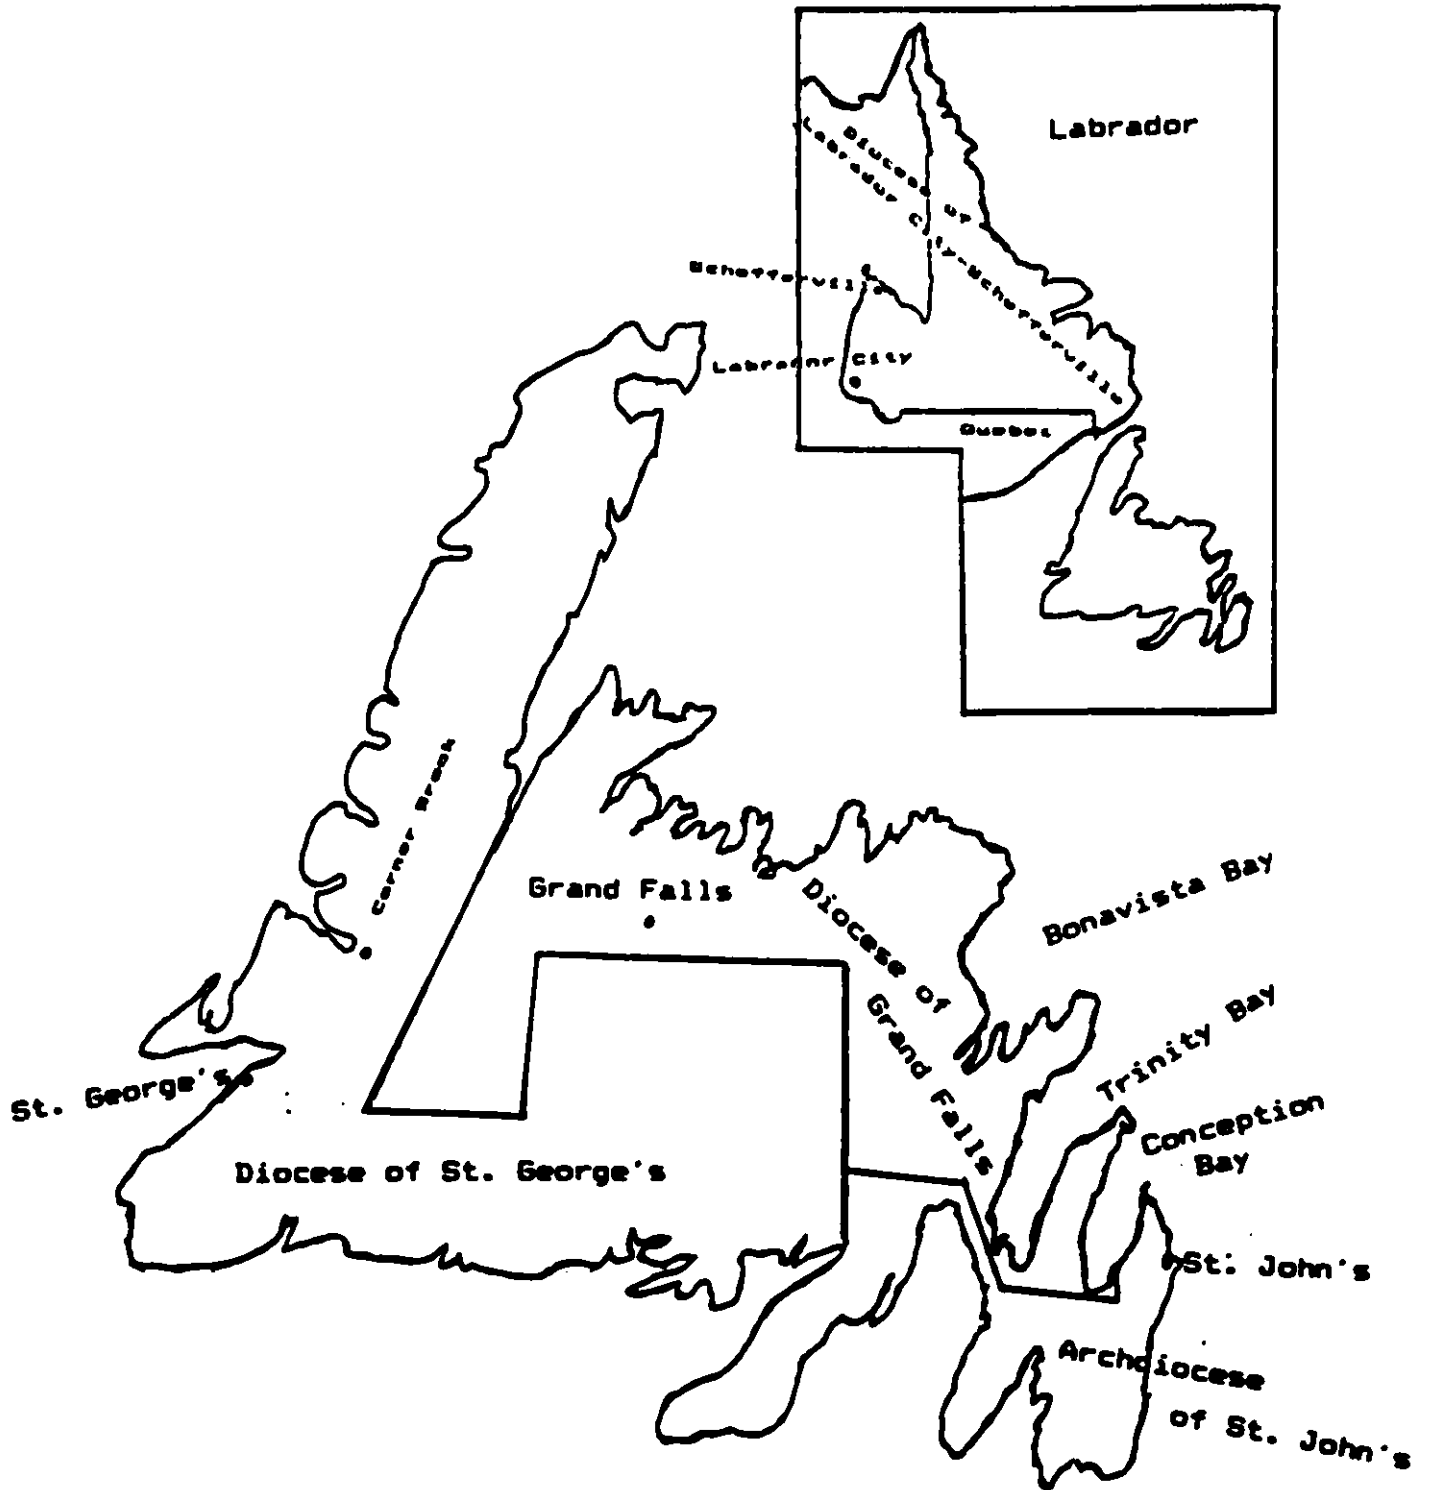 Labrador
Diocese of
Labrador City-Schefferville
Schefferville
Labrador City
Quebec
Corner Brook
Grand Falls
Diocese of
Grand Falls
Bonavista Bay
Trinity Bay
Conception
Bay
St. George's
Diocese of St. George's
St. John's
Archdiocese
of St. John's